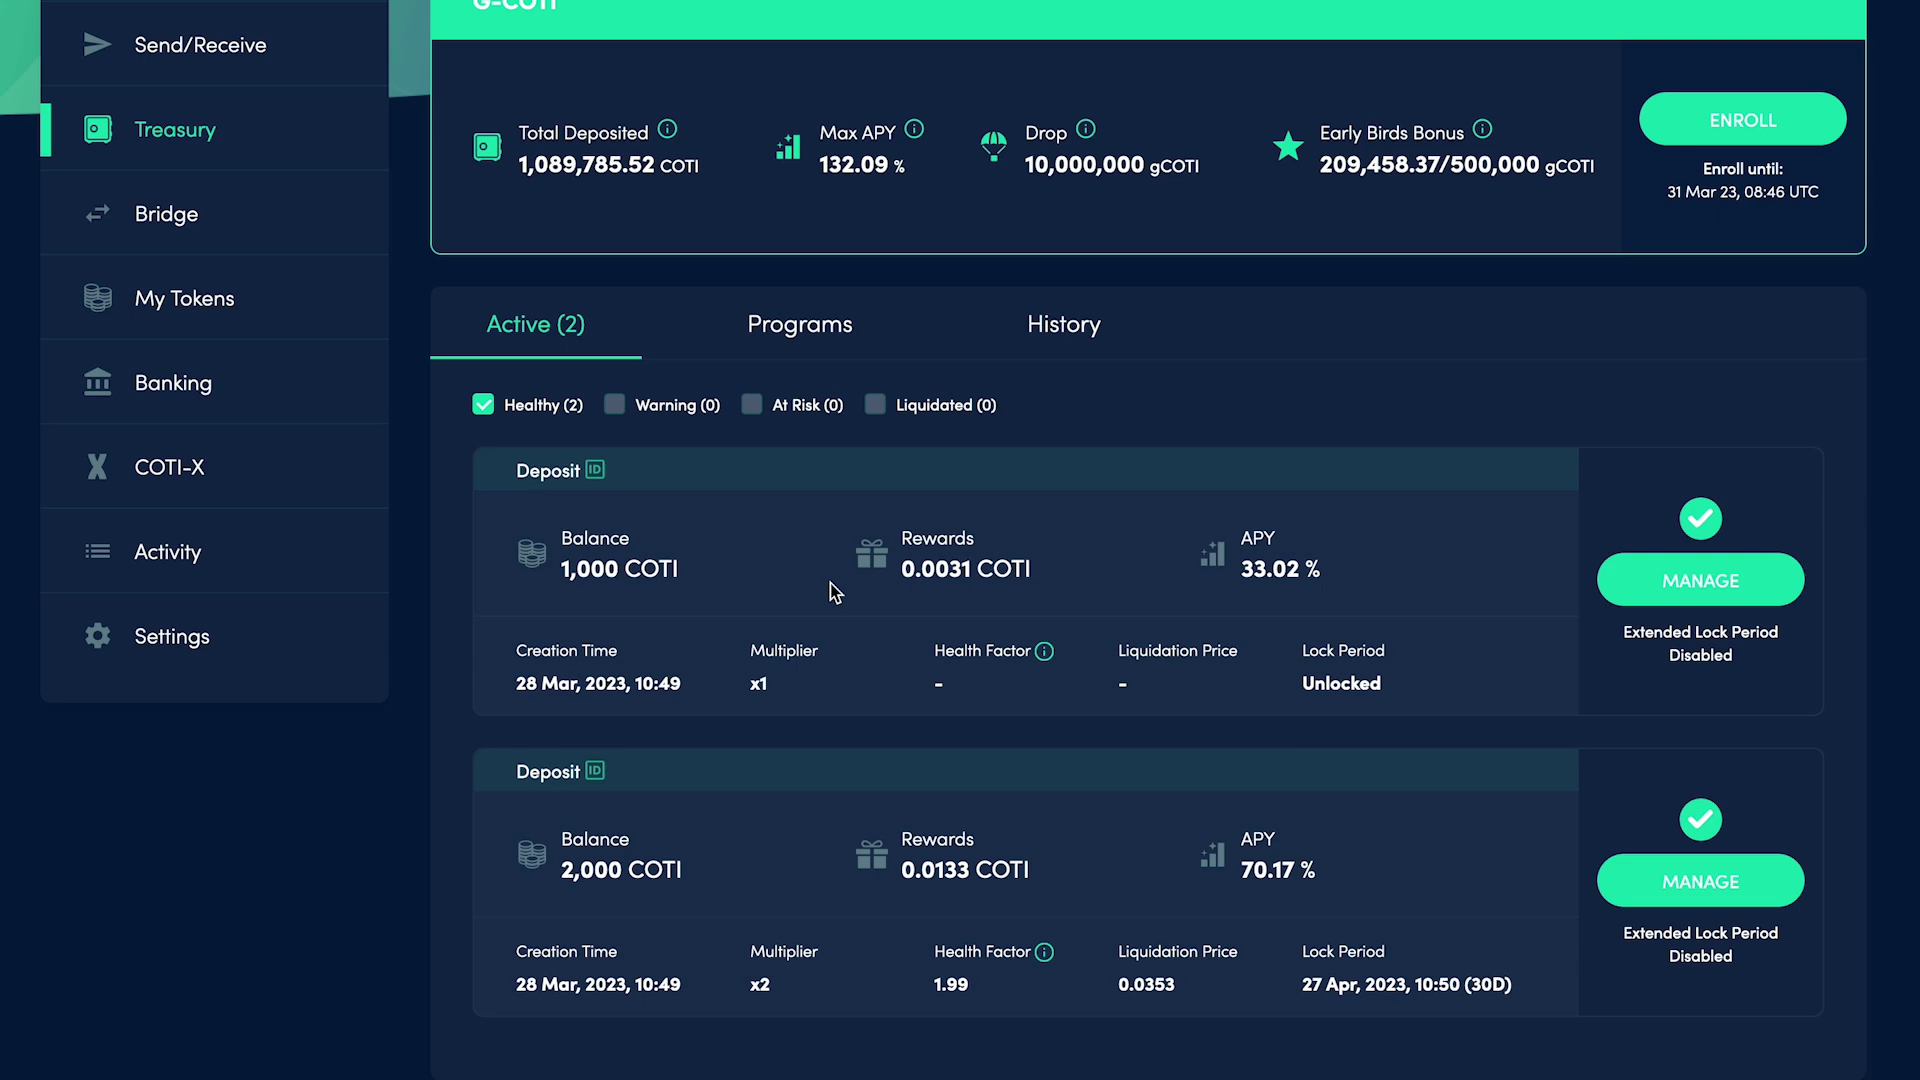 G-COTI
Send/Receive
Treasury
Bridge
My Tokens
Banking
COTI-X
Activity
Settings
Total Deposited
1,089,785.52 COTI
Max APY
132.09 %
Drop
10,000,000 gCOTI
Early Birds Bonus
209,458.37/500,000 gCOTI
ENROLL
Enroll until:
31 Mar 23, 08:46 UTC
Active (2)
Programs
History
Healthy (2)
Warning (0)
At Risk (0)
Liquidated (0)
Deposit ID
Balance
1,000 COTI
Rewards
0.0031 COTI
APY
33.02 %
Creation Time
28 Mar, 2023, 10:49
Multiplier
x1
Health Factor
-
Liquidation Price
-
Lock Period
Unlocked
MANAGE
Extended Lock Period
Disabled
Deposit ID
Balance
2,000 COTI
Rewards
0.0133 COTI
APY
70.17 %
Creation Time
28 Mar, 2023, 10:49
Multiplier
x2
Health Factor
1.99
Liquidation Price
0.0353
Lock Period
27 Apr, 2023, 10:50 (30D)
MANAGE
Extended Lock Period
Disabled